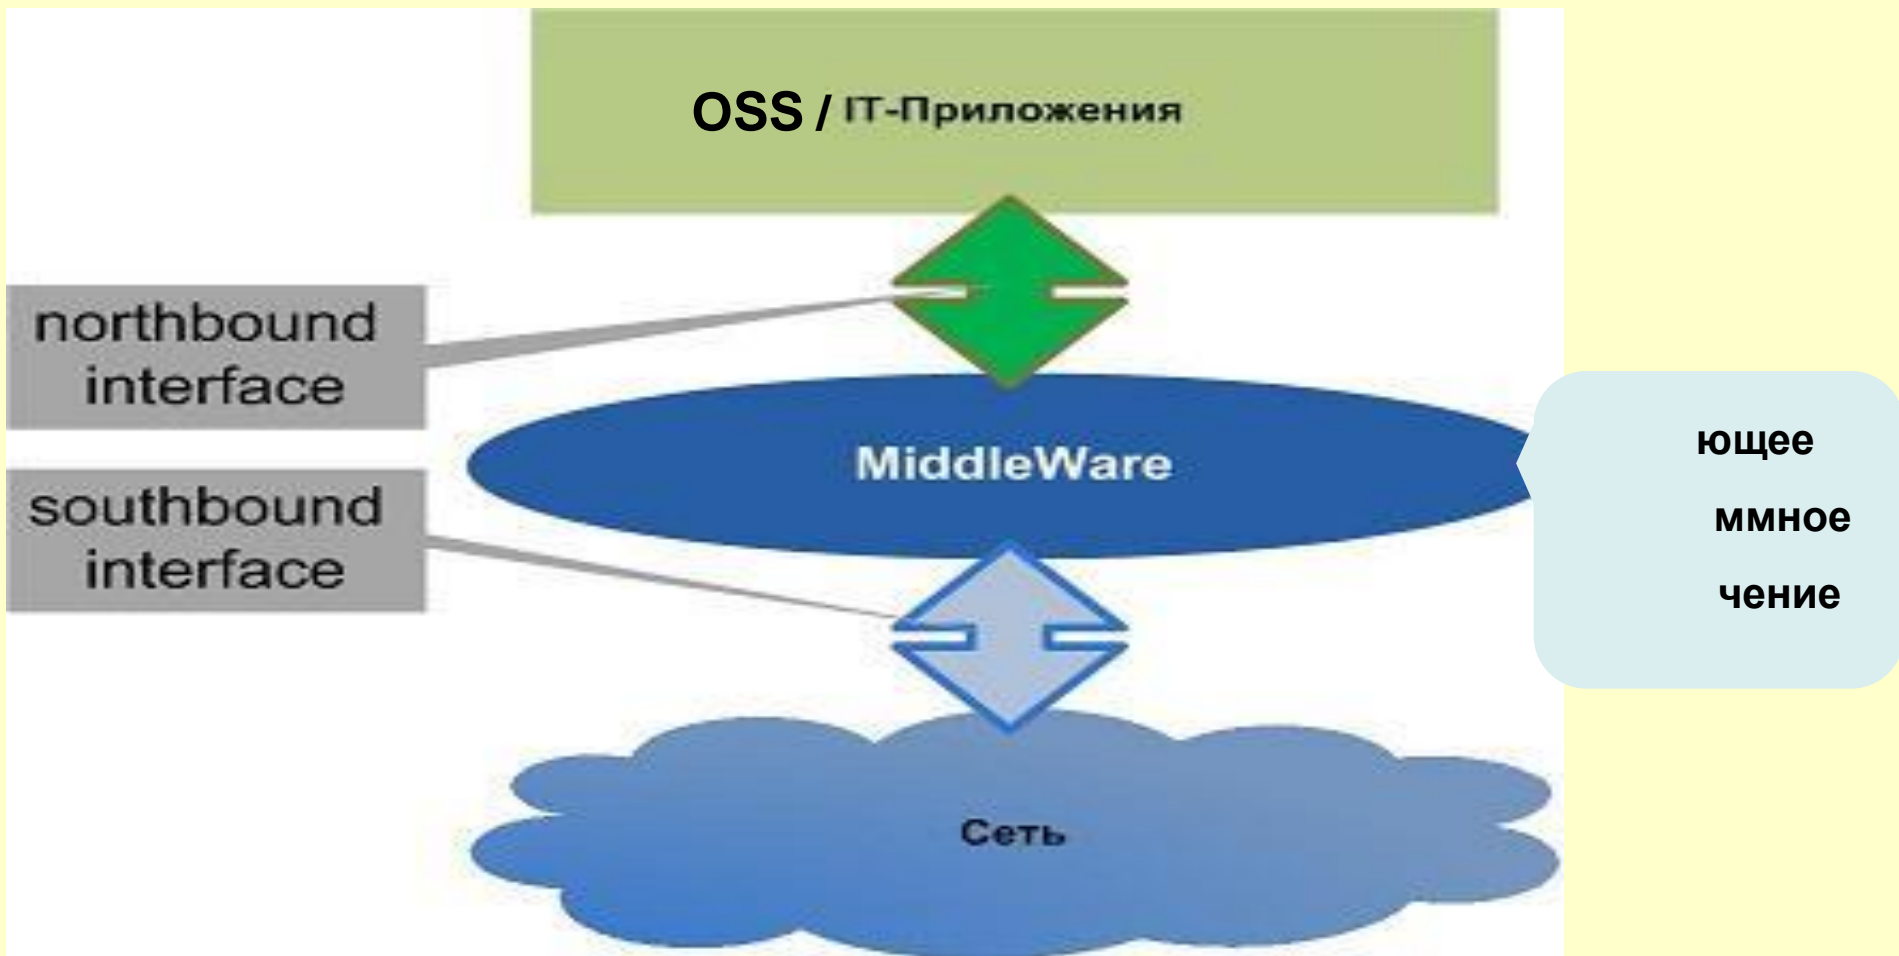 OSS / IT-Приложения
northbound
interface
MiddleWare
ющее
ммное
чение
southbound
interface
Сеть